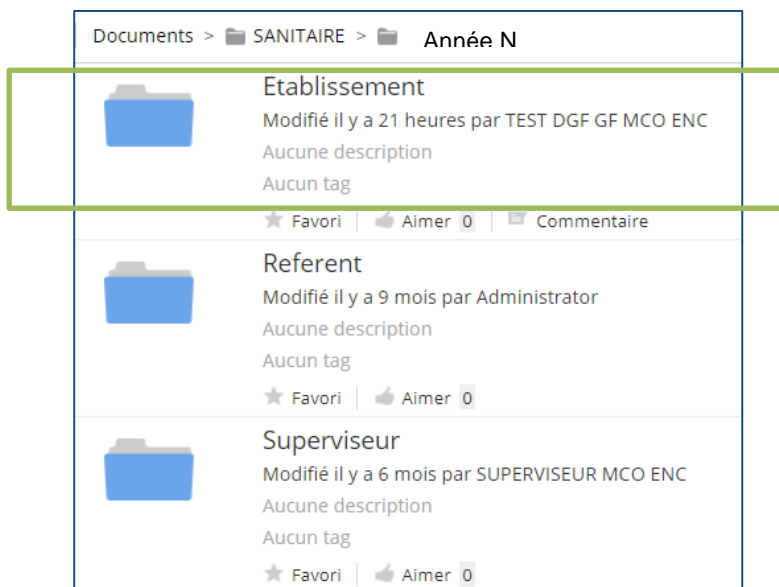 Documents > SANITAIRE > Année N
Etablissement
Modifié il y a 21 heures par TEST DGF GF MCO ENC
Aucune description
Aucun tag
Favori Aimer 0 Commentaire
Referent
Modifié il y a 9 mois par Administrator
Aucune description
Aucun tag
Favori Aimer 0
Superviseur
Modifié il y a 6 mois par SUPERVISEUR MCO ENC
Aucune description
Aucun tag
Favori Aimer 0